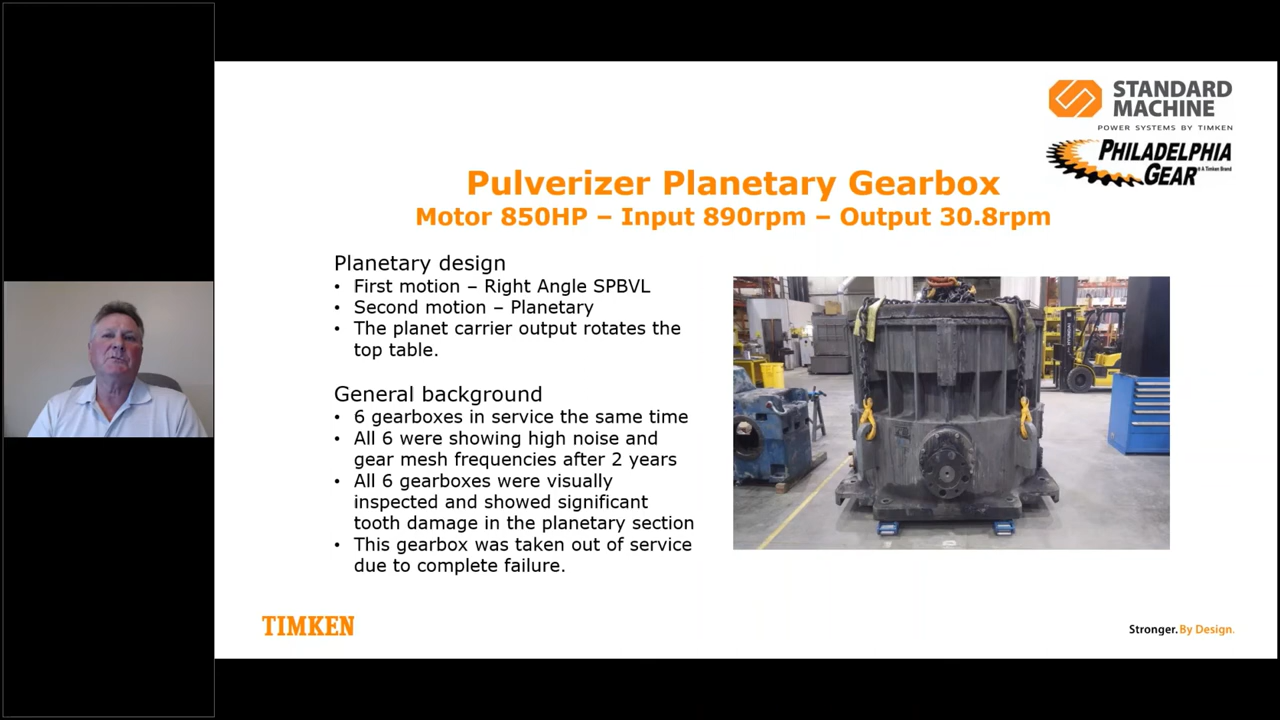 STANDARD
MACHINE
POWER SYSTEMS BY TIMKEN
PHILADELPHIA
GEAR
A Timken Brand
Pulverizer Planetary Gearbox
Motor 850HP – Input 890rpm – Output 30.8rpm
Planetary design
• First motion – Right Angle SPBVL
• Second motion – Planetary
• The planet carrier output rotates the
top table.
General background
• 6 gearboxes in service the same time
• All 6 were showing high noise and
gear mesh frequencies after 2 years
• All 6 gearboxes were visually
inspected and showed significant
tooth damage in the planetary section
• This gearbox was taken out of service
due to complete failure.
TIMKEN
Stronger. By Design.